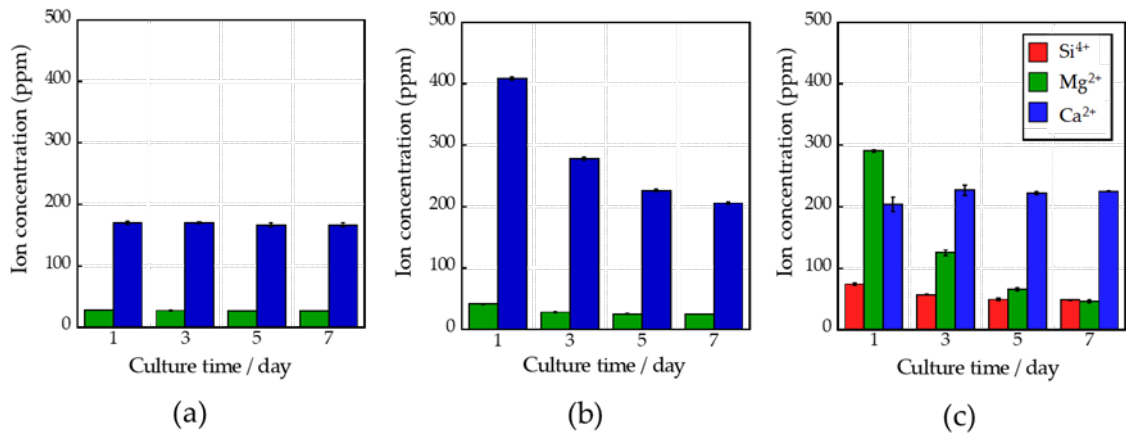 Ion concentration (ppm)
500
400
300
200
100
0
1 3 5 7
Culture time / day
(a)
Ion concentration (ppm)
500
400
300
200
100
0
1 3 5 7
Culture time / day
(b)
Ion concentration (ppm)
500
400
300
200
100
0
1 3 5 7
Culture time / day
(c)
Si⁴⁺
Mg²⁺
Ca²⁺